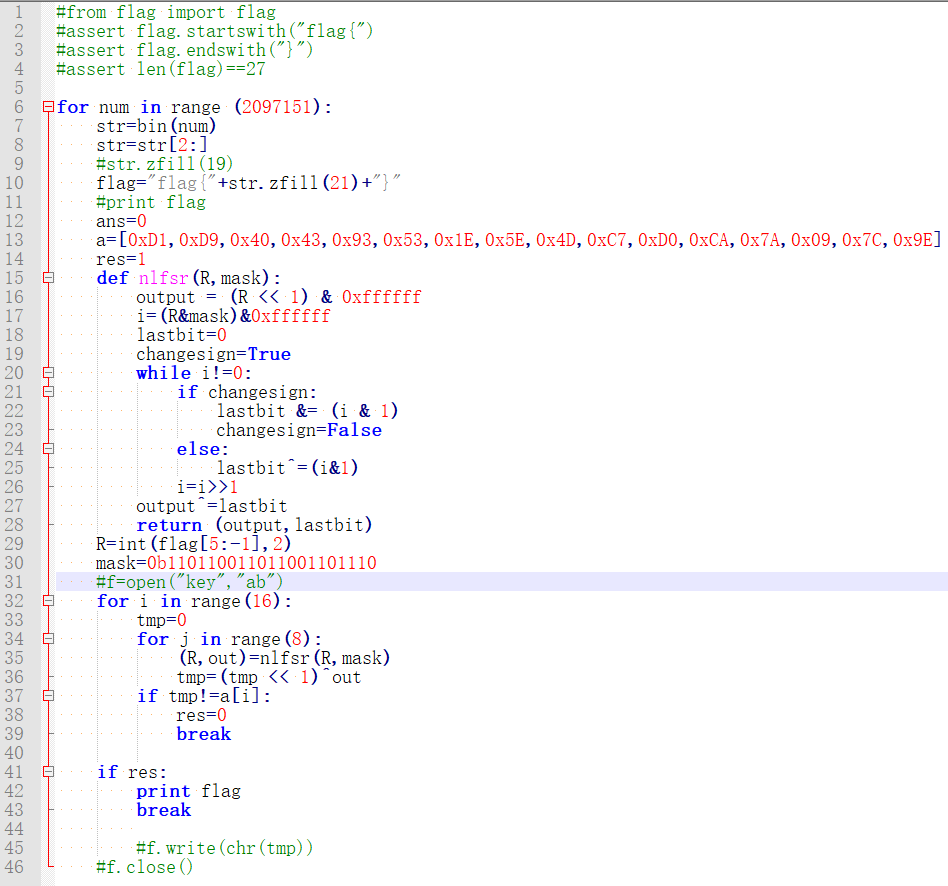 1 #from flag import flag
2 #assert flag.startswith("flag{")
3 #assert flag.endswith("}")
4 #assert len(flag)==27
5
6 for num in range (2097151):
7     str=bin(num)
8     str=str[2:]
9     #str.zfill(19)
10     flag="flag{"+str.zfill(21)+"}"
11     #print flag
12     ans=0
13     a=[0xD1,0xD9,0x40,0x43,0x93,0x53,0x1E,0x5E,0x4D,0xC7,0xD0,0xCA,0x7A,0x09,0x7C,0x9E]
14     res=1
15     def nlfsr(R,mask):
16         output = (R << 1) & 0xffffff
17         i=(R&mask)&0xffffff
18         lastbit=0
19         changesign=True
20         while i!=0:
21             if changesign:
22                 lastbit &= (i & 1)
23                 changesign=False
24             else:
25                 lastbit^=(i&1)
26             i=i>>1
27         output^=lastbit
28         return (output,lastbit)
29     R=int(flag[5:-1],2)
30     mask=0b110110011011001101110
31     #f=open("key","ab")
32     for i in range(16):
33         tmp=0
34         for j in range(8):
35             (R,out)=nlfsr(R,mask)
36             tmp=(tmp << 1)^out
37         if tmp!=a[i]:
38             res=0
39             break
40
41     if res:
42         print flag
43         break
44
45         #f.write(chr(tmp))
46     #f.close()